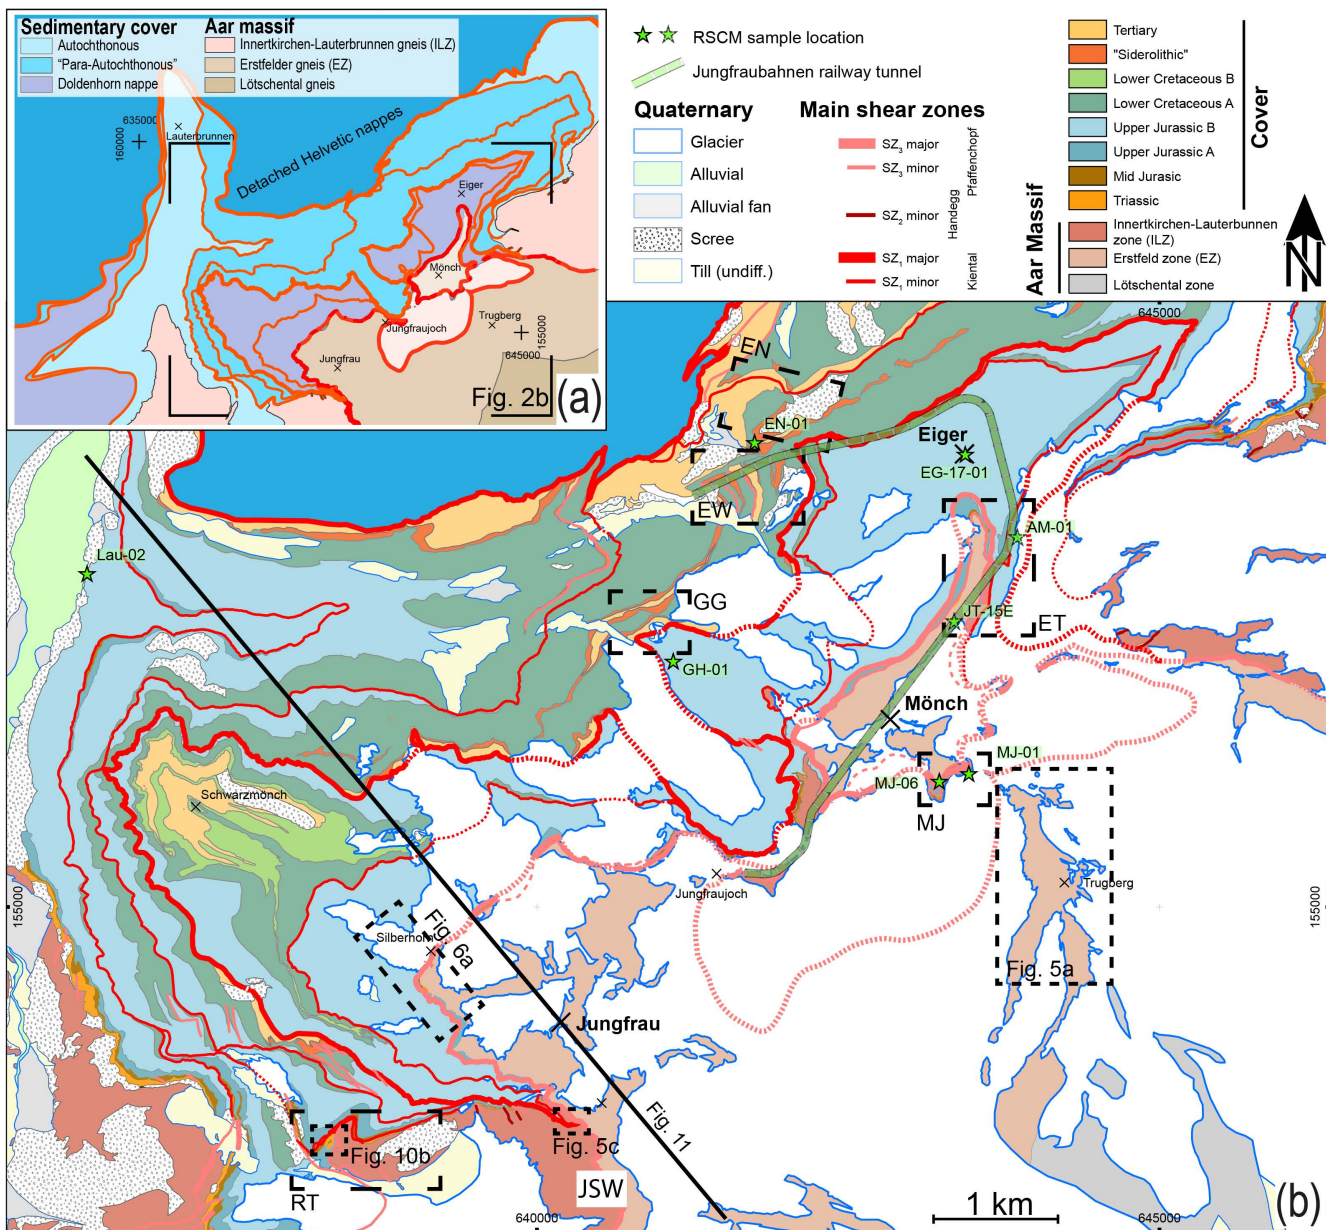 Sedimentary cover
Autochthonous
"Para-Autochthonous"
Doldenhorn nappe
Aar massif
Innertkirchen-Lauterbrunnen gneis (ILZ)
Erstfelder gneis (EZ)
Lötschental gneis
635000
160000
Lauterbrunnen
Detached Helvetic nappes
Eiger
Mönch
Jungfraujoch
Trugberg
155000
645000
Jungfrau
Fig. 2b
(a)
RSCM sample location
Jungfraubahnen railway tunnel
Quaternary
Glacier
Alluvial
Alluvial fan
Scree
Till (undiff.)
Main shear zones
SZ3 major
SZ3 minor
Pfaffenchopf
SZ2 minor
Handegg
SZ1 major
SZ1 minor
Kiental
Tertiary
"Siderolithic"
Lower Cretaceous B
Lower Cretaceous A
Upper Jurassic B
Upper Jurassic A
Mid Jurasic
Triassic
Cover
Innertkirchen-Lauterbunnen
zone (ILZ)
Erstfeld zone (EZ)
Lötschental zone
Aar Massif
N
645000
EN
EN-01
Eiger
EG-17-01
EW
AM-01
Lau-02
GG
JT-15E
ET
GH-01
Mönch
MJ-01
MJ-06
MJ
Schwarzmönch
Jungfraujoch
Trugberg
155000
155000
Silberhorn
Fig. 6a
Fig. 5a
Jungfrau
Fig. 11
Fig. 10b
Fig. 5c
RT
JSW
1 km
(b)
640000
645000